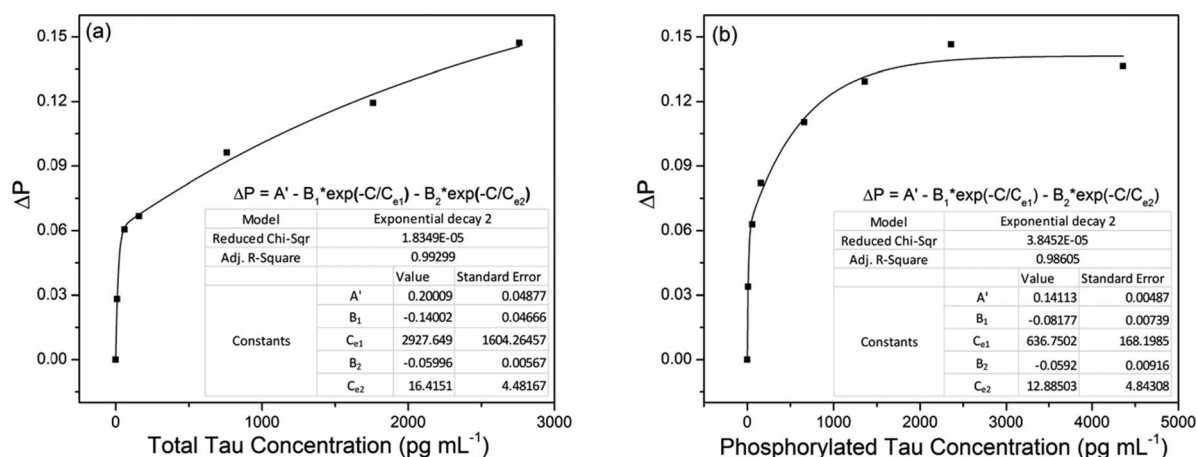 (a)
0.15
0.12
0.09
0.06
0.03
0.00
ΔP
ΔP = A' - B₁*exp(-C/Cₑ₁) - B₂*exp(-C/Cₑ₂)
Model Exponential decay 2
Reduced Chi-Sqr 1.8349E-05
Adj. R-Square 0.99299
Value Standard Error
Constants
A' 0.20009 0.04877
B₁ -0.14002 0.04666
Cₑ₁ 2927.649 1604.26457
B₂ -0.05996 0.00567
Cₑ₂ 16.4151 4.48167
0 1000 2000 3000
Total Tau Concentration (pg mL⁻¹)
(b)
0.15
0.12
0.09
0.06
0.03
0.00
ΔP
ΔP = A' - B₁*exp(-C/Cₑ₁) - B₂*exp(-C/Cₑ₂)
Model Exponential decay 2
Reduced Chi-Sqr 3.8452E-05
Adj. R-Square 0.98605
Value Standard Error
Constants
A' 0.14113 0.00487
B₁ -0.08177 0.00739
Cₑ₁ 636.7502 168.1985
B₂ -0.0592 0.00916
Cₑ₂ 12.88503 4.84308
0 1000 2000 3000 4000 5000
Phosphorylated Tau Concentration (pg mL⁻¹)